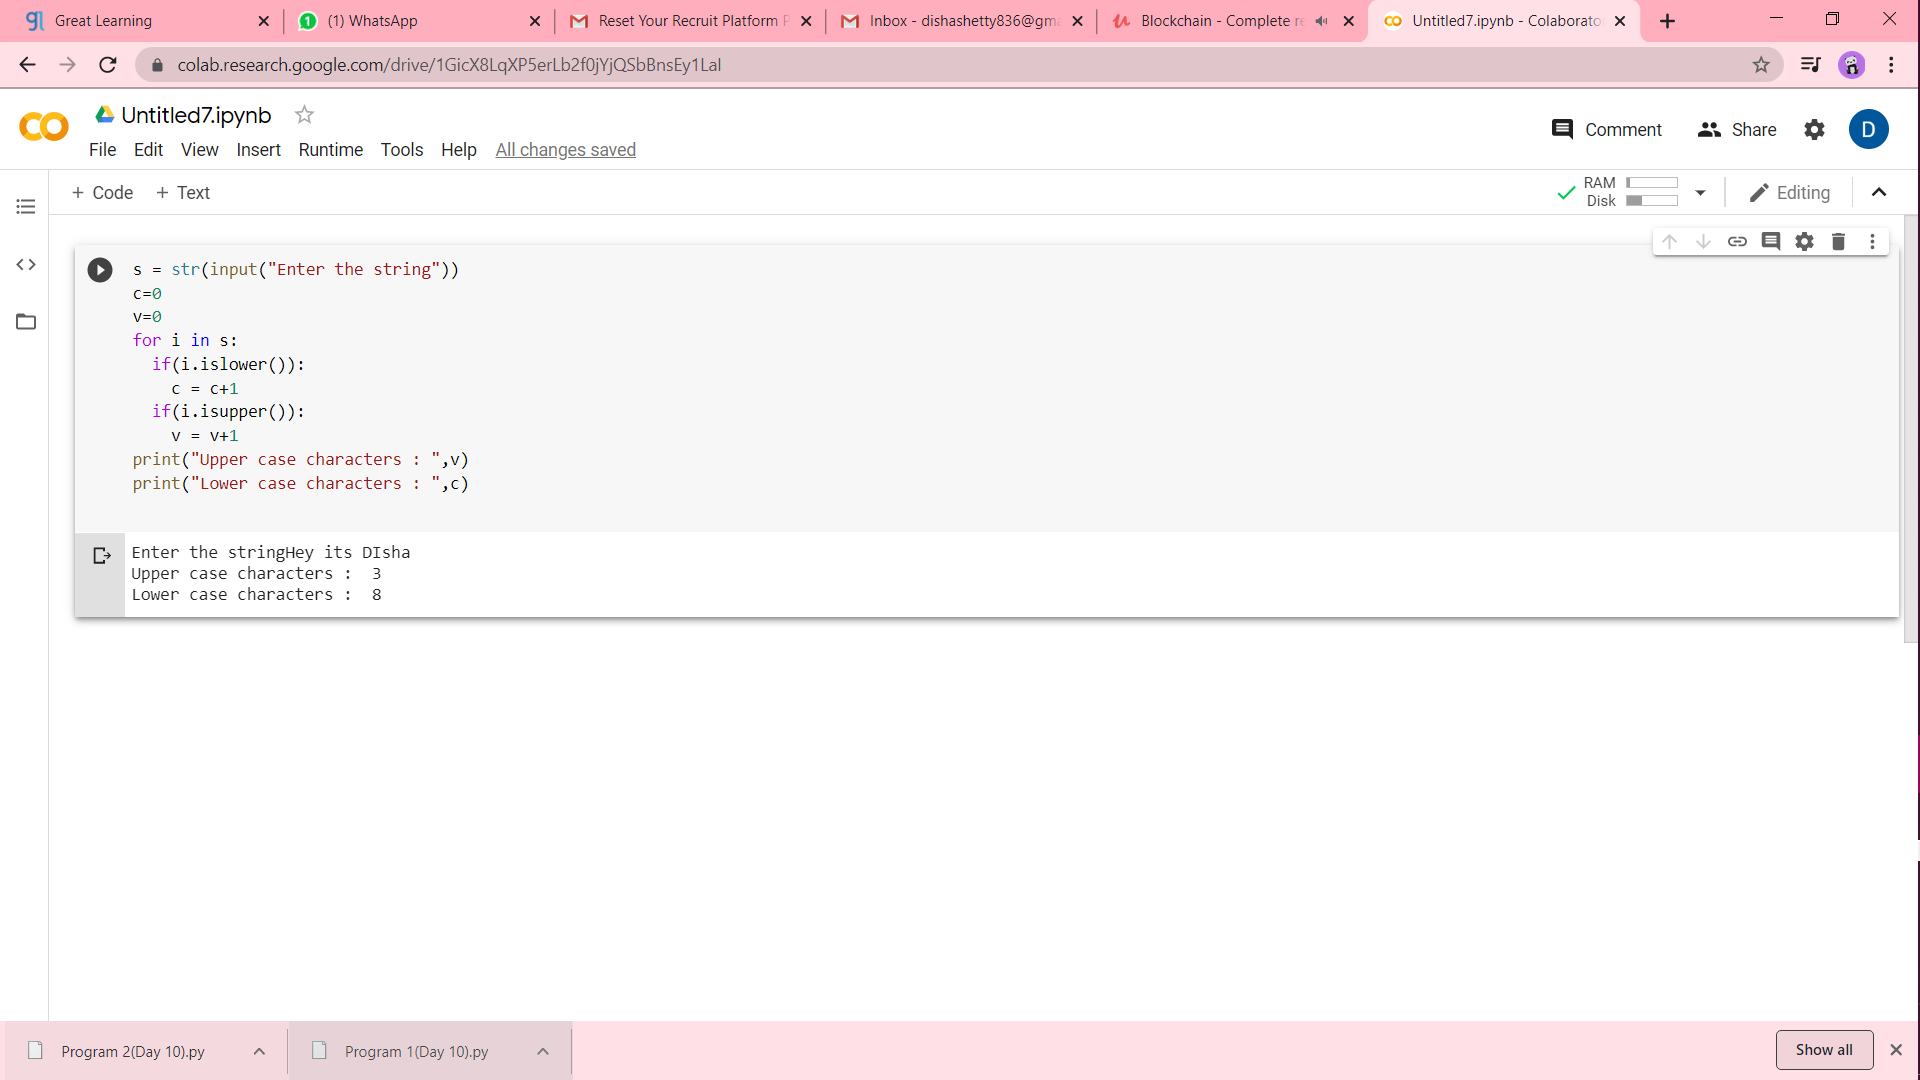 Great Learning
(1) WhatsApp
Reset Your Recruit Platform P
Inbox - dishashetty836@gma
Blockchain - Complete re
Untitled7.ipynb - Colaborato
colab.research.google.com/drive/1GicX8LqXP5erLb2f0jYjQSbBnsEy1LaI
CO
Untitled7.ipynb
Comment
Share
D
File Edit View Insert Runtime Tools Help All changes saved
+ Code + Text
RAM
Disk
Editing
s = str(input("Enter the string"))
c=0
v=0
for i in s:
  if(i.islower()):
    c = c+1
  if(i.isupper()):
    v = v+1
print("Upper case characters : ",v)
print("Lower case characters : ",c)
Enter the stringHey its DIsha
Upper case characters :  3
Lower case characters :  8
Program 2(Day 10).py
Program 1(Day 10).py
Show all